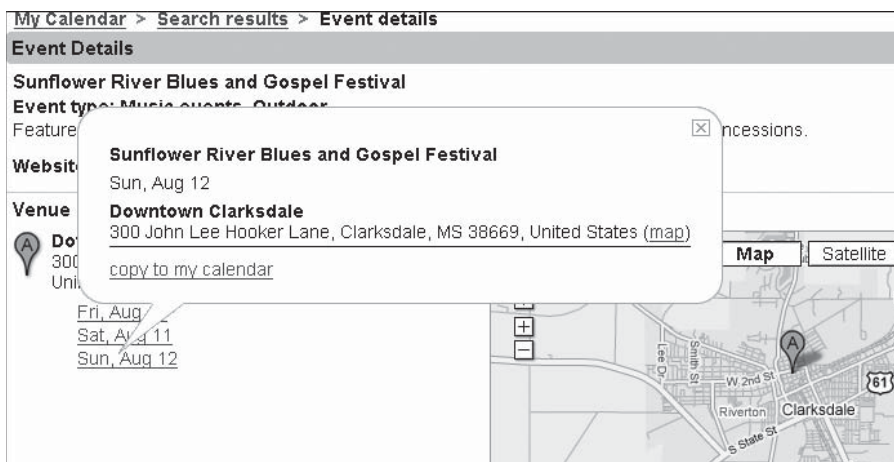 My Calendar > Search results > Event details
Event Details
Sunflower River Blues and Gospel Festival
Event type: Music events, Outdoor
Feature
ncessions.
Websit
Sunflower River Blues and Gospel Festival
Sun, Aug 12
Downtown Clarksdale
300 John Lee Hooker Lane, Clarksdale, MS 38669, United States (map)
copy to my calendar
Venue
A
Do
300
Uni
Fri, Aug
Sat, Aug 11
Sun, Aug 12
Map Satellite
+
−
Lee Dr.
Smith St
A
W 2nd St
61
Riverton Clarksdale
S State St